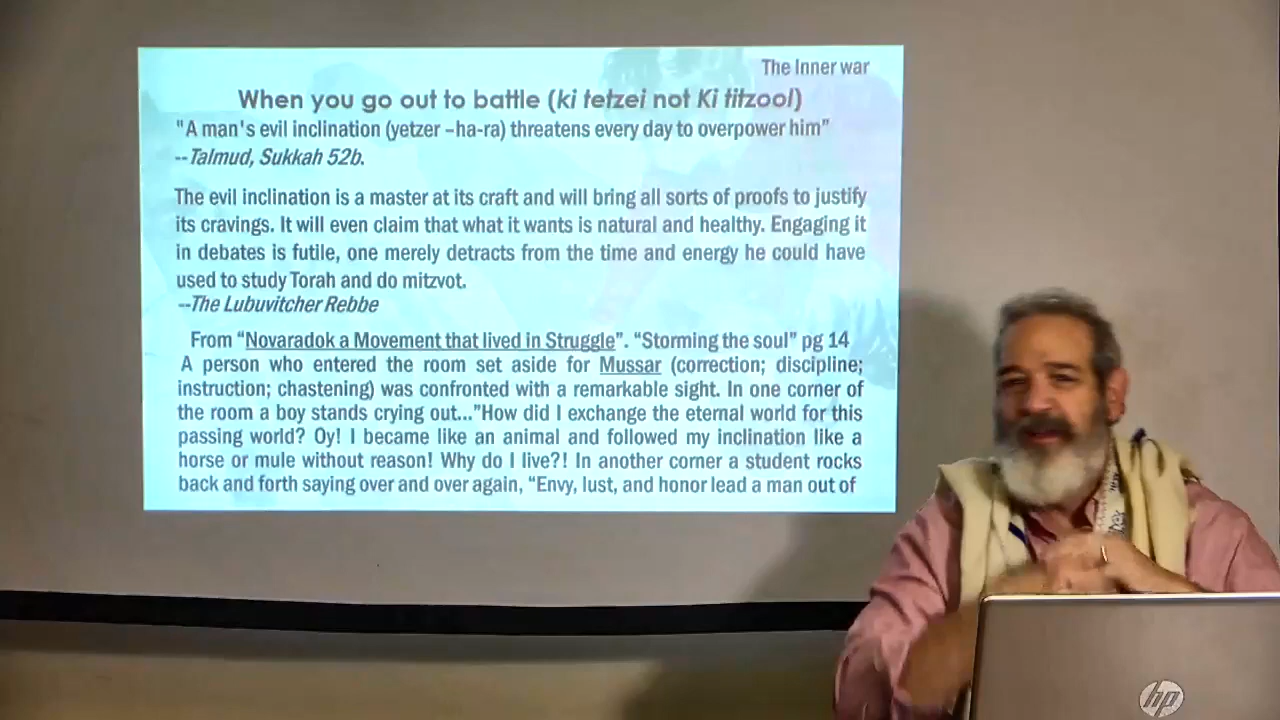 The Inner war
When you go out to battle (ki tetzei not Ki titzool)
"A man's evil inclination (yetzer –ha-ra) threatens every day to overpower him”
--Talmud, Sukkah 52b.
The evil inclination is a master at its craft and will bring all sorts of proofs to justify
its cravings. It will even claim that what it wants is natural and healthy. Engaging it
in debates is futile, one merely detracts from the time and energy he could have
used to study Torah and do mitzvot.
--The Lubuvitcher Rebbe
From “Novaradok a Movement that lived in Struggle”. “Storming the soul” pg 14
A person who entered the room set aside for Mussar (correction; discipline;
instruction; chastening) was confronted with a remarkable sight. In one corner of
the room a boy stands crying out...”How did I exchange the eternal world for this
passing world? Oy! I became like an animal and followed my inclination like a
horse or mule without reason! Why do I live?! In another corner a student rocks
back and forth saying over and over again, “Envy, lust, and honor lead a man out of
hp